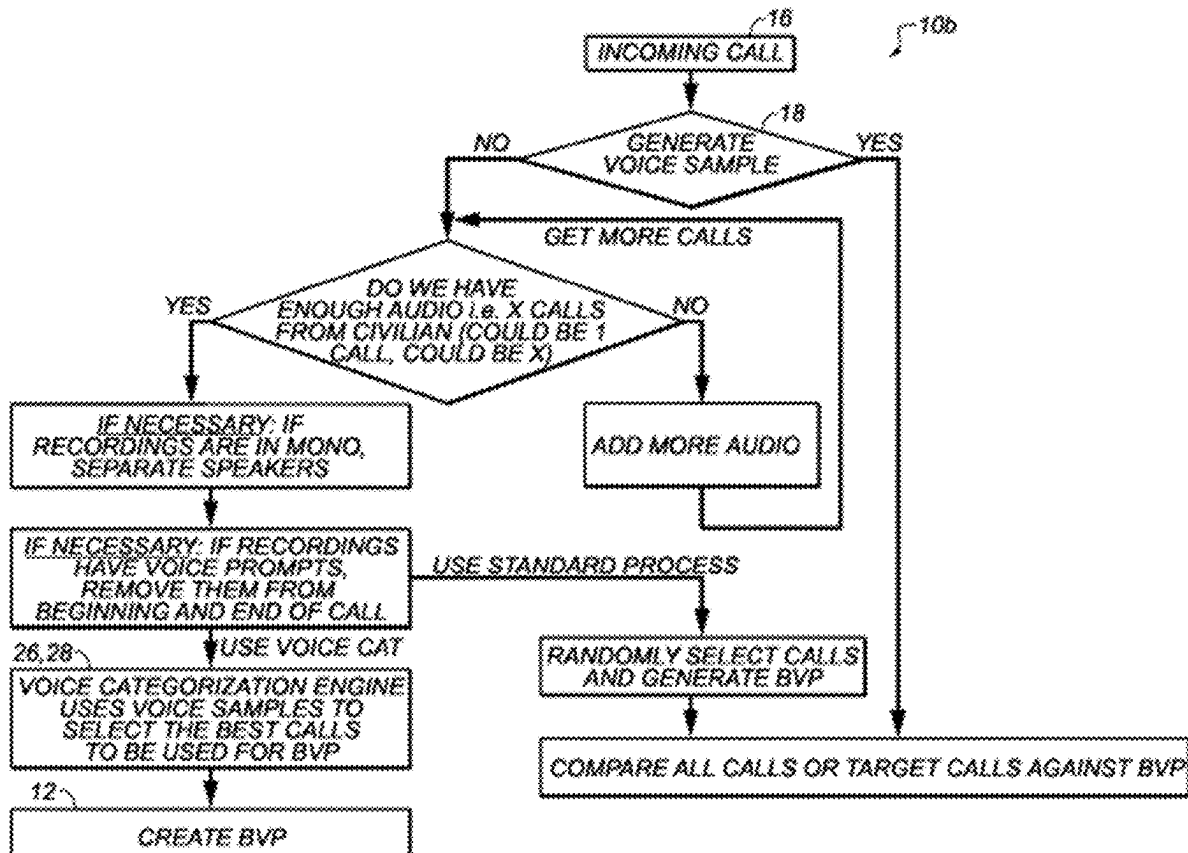 16
10b
INCOMING CALL
18
NO
GENERATE
VOICE SAMPLE
YES
GET MORE CALLS
YES
DO WE HAVE
ENOUGH AUDIO i.e. X CALLS
FROM CIVILIAN (COULD BE 1
CALL, COULD BE X)
NO
IF NECESSARY: IF
RECORDINGS ARE IN MONO,
SEPARATE SPEAKERS
ADD MORE AUDIO
IF NECESSARY: IF RECORDINGS
HAVE VOICE PROMPTS,
REMOVE THEM FROM
BEGINNING AND END OF CALL
USE STANDARD PROCESS
26,28
USE VOICE CAT
VOICE CATEGORIZATION ENGINE
USES VOICE SAMPLES TO
SELECT THE BEST CALLS
TO BE USED FOR BVP
RANDOMLY SELECT CALLS
AND GENERATE BVP
COMPARE ALL CALLS OR TARGET CALLS AGAINST BVP
12
CREATE BVP